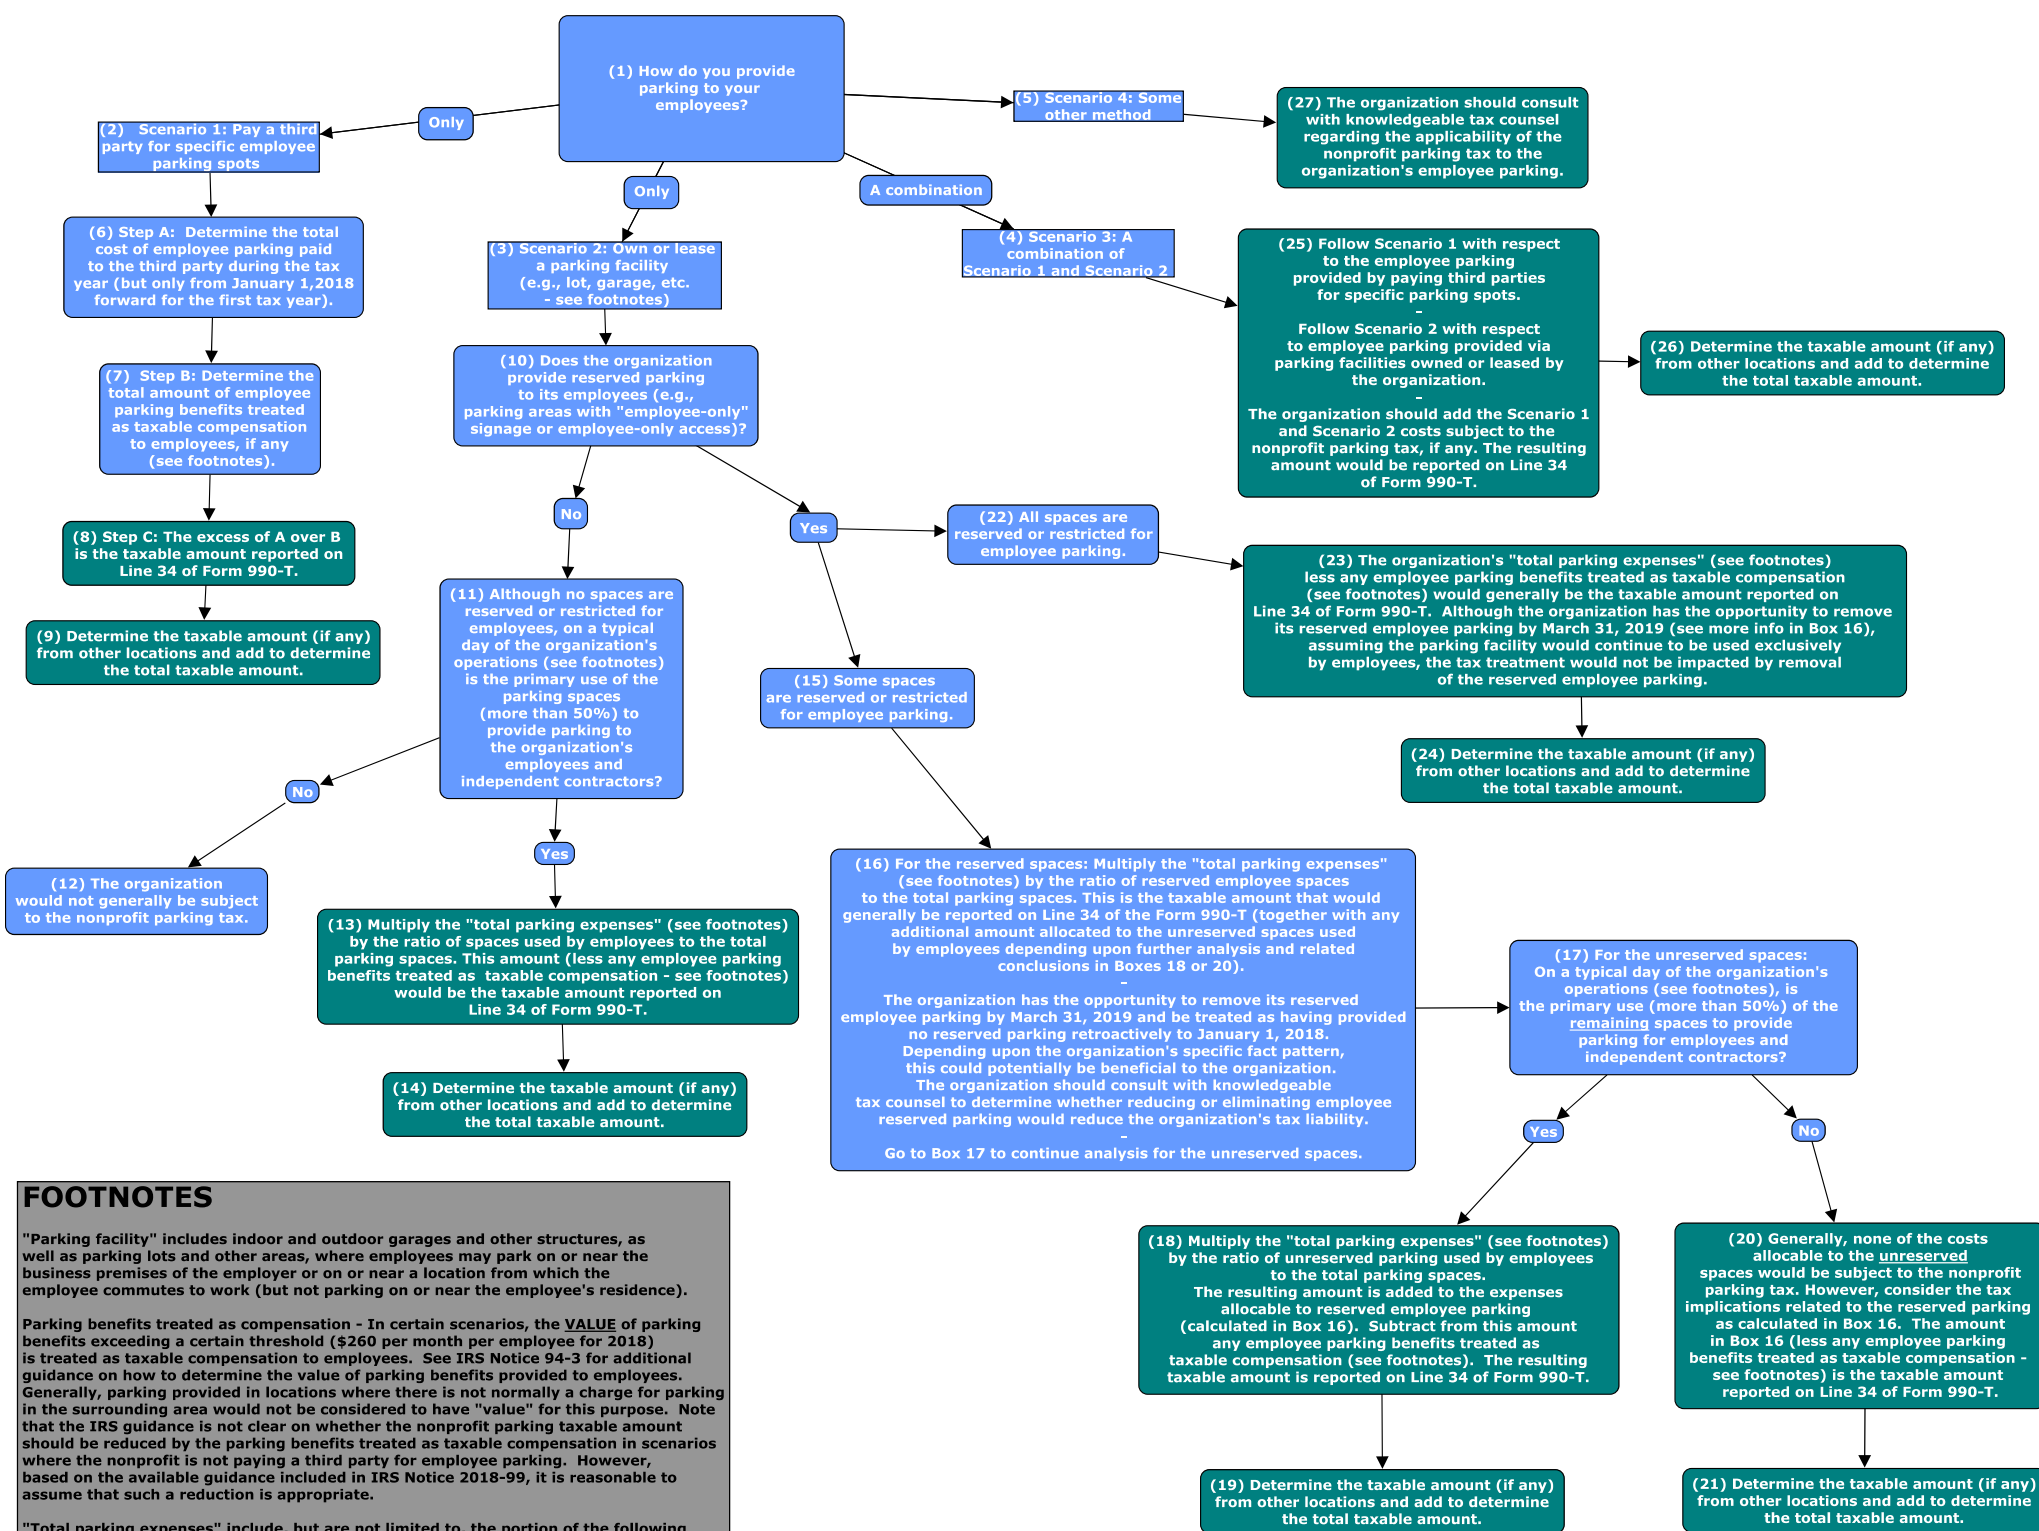 (1) How do you provide
parking to your
employees?
Only
(2)   Scenario 1: Pay a third
party for specific employee
parking spots
(6) Step A:  Determine the total
cost of employee parking paid
to the third party during the tax
year (but only from January 1,2018
forward for the first tax year).
(7)  Step B: Determine the
total amount of employee
parking benefits treated
as taxable compensation
to employees, if any
(see footnotes).
(8) Step C: The excess of A over B
is the taxable amount reported on
Line 34 of Form 990-T.
(9) Determine the taxable amount (if any)
from other locations and add to determine
the total taxable amount.
Only
(3) Scenario 2: Own or lease
a parking facility
(e.g., lot, garage, etc.
- see footnotes)
(10) Does the organization
provide reserved parking
to its employees (e.g.,
parking areas with "employee-only"
signage or employee-only access)?
No
(11) Although no spaces are
reserved or restricted for
employees, on a typical
day of the organization's
operations (see footnotes)
is the primary use of the
parking spaces
(more than 50%) to
provide parking to
the organization's
employees and
independent contractors?
No
(12) The organization
would not generally be subject
to the nonprofit parking tax.
Yes
(13) Multiply the "total parking expenses" (see footnotes)
by the ratio of spaces used by employees to the total
parking spaces. This amount (less any employee parking
benefits treated as  taxable compensation - see footnotes)
would be the taxable amount reported on
Line 34 of Form 990-T.
(14) Determine the taxable amount (if any)
from other locations and add to determine
the total taxable amount.
Yes
(15) Some spaces
are reserved or restricted
for employee parking.
(16) For the reserved spaces: Multiply the "total parking expenses"
(see footnotes) by the ratio of reserved employee spaces
to the total parking spaces. This is the taxable amount that would
generally be reported on Line 34 of the Form 990-T (together with any
additional amount allocated to the unreserved spaces used
by employees depending upon further analysis and related
conclusions in Boxes 18 or 20).
–
The organization has the opportunity to remove its reserved
employee parking by March 31, 2019 and be treated as having provided
no reserved parking retroactively to January 1, 2018.
Depending upon the organization's specific fact pattern,
this could potentially be beneficial to the organization.
The organization should consult with knowledgeable
tax counsel to determine whether reducing or eliminating employee
reserved parking would reduce the organization's tax liability.
–
Go to Box 17 to continue analysis for the unreserved spaces.
(17) For the unreserved spaces:
On a typical day of the organization's
operations (see footnotes), is
the primary use (more than 50%) of the
remaining spaces to provide
parking for employees and
independent contractors?
Yes
(18) Multiply the "total parking expenses" (see footnotes)
by the ratio of unreserved parking used by employees
to the total parking spaces.
The resulting amount is added to the expenses
allocable to reserved employee parking
(calculated in Box 16).  Subtract from this amount
any employee parking benefits treated as
taxable compensation (see footnotes).  The resulting
taxable amount is reported on Line 34 of Form 990-T.
(19) Determine the taxable amount (if any)
from other locations and add to determine
the total taxable amount.
No
(20) Generally, none of the costs
allocable to the unreserved
spaces would be subject to the nonprofit
parking tax. However, consider the tax
implications related to the reserved parking
as calculated in Box 16.  The amount
in Box 16 (less any employee parking
benefits treated as taxable compensation -
see footnotes) is the taxable amount
reported on Line 34 of Form 990-T.
(21) Determine the taxable amount (if any)
from other locations and add to determine
the total taxable amount.
(22) All spaces are
reserved or restricted for
employee parking.
(23) The organization's "total parking expenses" (see footnotes)
less any employee parking benefits treated as taxable compensation
(see footnotes) would generally be the taxable amount reported on
Line 34 of Form 990-T.  Although the organization has the opportunity to remove
its reserved employee parking by March 31, 2019 (see more info in Box 16),
assuming the parking facility would continue to be used exclusively
by employees, the tax treatment would not be impacted by removal
of the reserved employee parking.
(24) Determine the taxable amount (if any)
from other locations and add to determine
the total taxable amount.
A combination
(4) Scenario 3: A
combination of
Scenario 1 and Scenario 2
(25) Follow Scenario 1 with respect
to the employee parking
provided by paying third parties
for specific parking spots.
–
Follow Scenario 2 with respect
to employee parking provided via
parking facilities owned or leased by
the organization.
–
The organization should add the Scenario 1
and Scenario 2 costs subject to the
nonprofit parking tax, if any. The resulting
amount would be reported on Line 34
of Form 990-T.
(26) Determine the taxable amount (if any)
from other locations and add to determine
the total taxable amount.
(5) Scenario 4: Some
other method
(27) The organization should consult
with knowledgeable tax counsel
regarding the applicability of the
nonprofit parking tax to the
organization's employee parking.
FOOTNOTES
"Parking facility" includes indoor and outdoor garages and other structures, as
well as parking lots and other areas, where employees may park on or near the
business premises of the employer or on or near a location from which the
employee commutes to work (but not parking on or near the employee's residence).
Parking benefits treated as compensation - In certain scenarios, the VALUE of parking
benefits exceeding a certain threshold ($260 per month per employee for 2018)
is treated as taxable compensation to employees.  See IRS Notice 94-3 for additional
guidance on how to determine the value of parking benefits provided to employees.
Generally, parking provided in locations where there is not normally a charge for parking
in the surrounding area would not be considered to have "value" for this purpose.  Note
that the IRS guidance is not clear on whether the nonprofit parking taxable amount
should be reduced by the parking benefits treated as taxable compensation in scenarios
where the nonprofit is not paying a third party for employee parking.  However,
based on the available guidance included in IRS Notice 2018-99, it is reasonable to
assume that such a reduction is appropriate.
"Total parking expenses" include, but are not limited to, the portion of the following